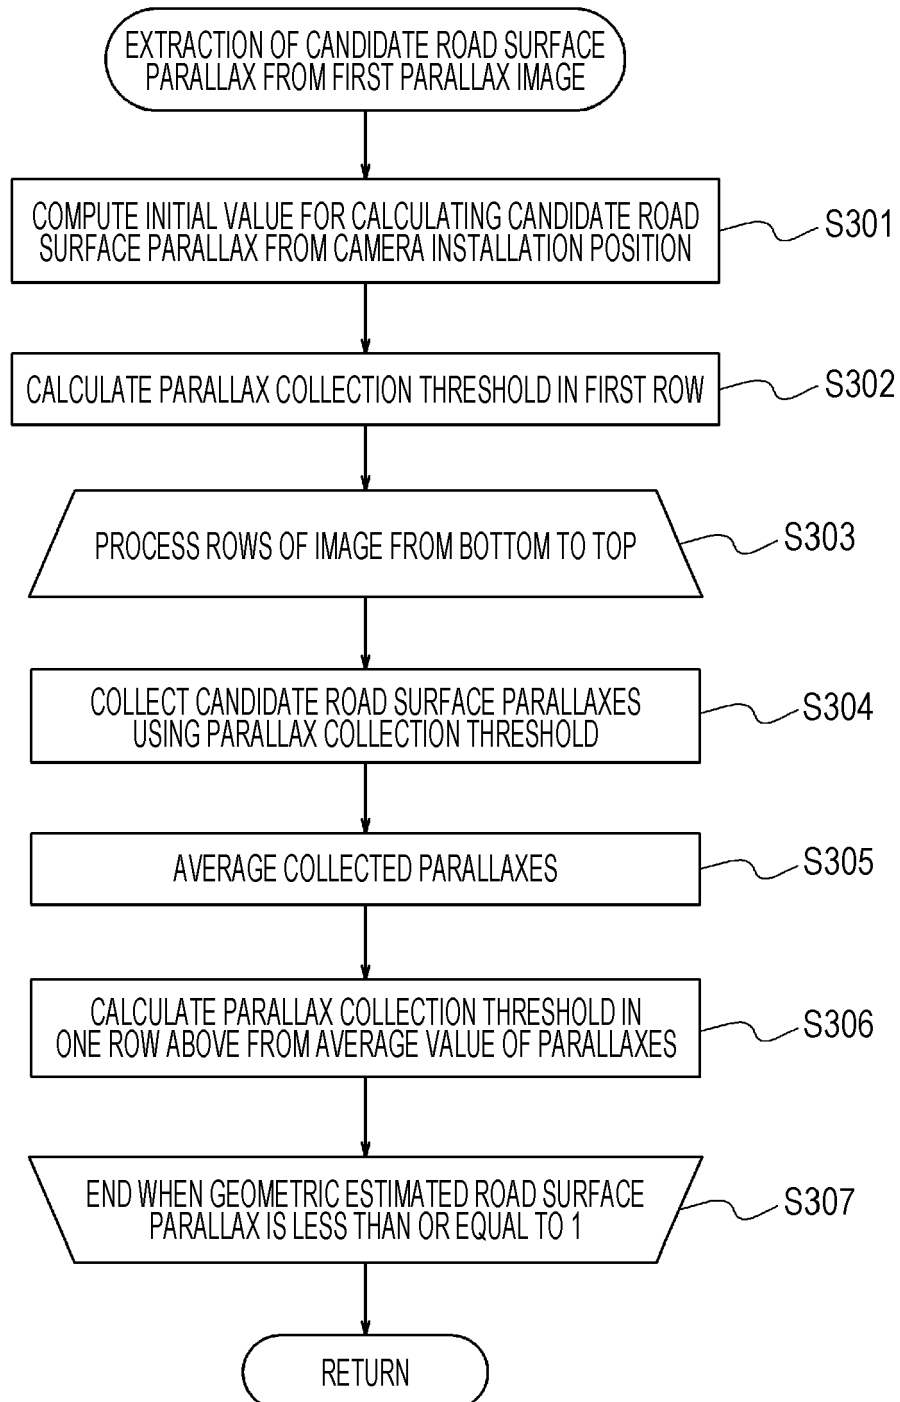 EXTRACTION OF CANDIDATE ROAD SURFACE
PARALLAX FROM FIRST PARALLAX IMAGE
COMPUTE INITIAL VALUE FOR CALCULATING CANDIDATE ROAD
SURFACE PARALLAX FROM CAMERA INSTALLATION POSITION
S301
CALCULATE PARALLAX COLLECTION THRESHOLD IN FIRST ROW
S302
PROCESS ROWS OF IMAGE FROM BOTTOM TO TOP
S303
COLLECT CANDIDATE ROAD SURFACE PARALLAXES
USING PARALLAX COLLECTION THRESHOLD
S304
AVERAGE COLLECTED PARALLAXES
S305
CALCULATE PARALLAX COLLECTION THRESHOLD IN
ONE ROW ABOVE FROM AVERAGE VALUE OF PARALLAXES
S306
END WHEN GEOMETRIC ESTIMATED ROAD SURFACE
PARALLAX IS LESS THAN OR EQUAL TO 1
S307
RETURN